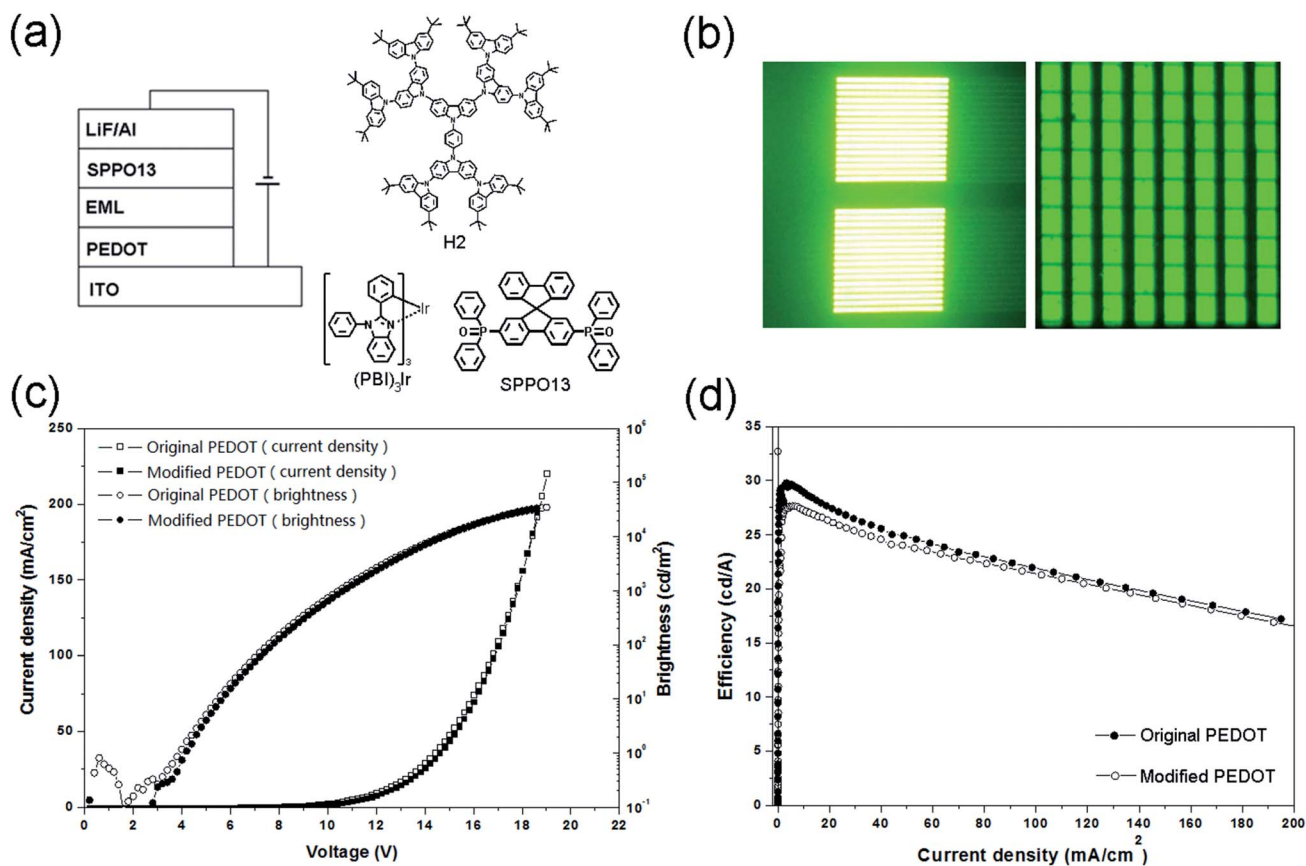 (a)
LiF/Al
SPPO13
EML
PEDOT
ITO
H2
N
Ir
N
N
3
(PBI)3Ir
O
P
P
O
SPPO13
(b)
(c)
250
200
150
100
50
0
Current density (mA/cm2)
0 2 4 6 8 10 12 14 16 18 20 22
Voltage (V)
10^6
10^5
10^4
10^3
10^2
10^1
10^0
10^-1
Brightness (cd/m2)
Original PEDOT ( current density )
Modified PEDOT ( current density )
Original PEDOT ( brightness )
Modified PEDOT ( brightness )
(d)
35
30
25
20
15
10
5
0
Efficiency (cd/A)
0 20 40 60 80 100 120 140 160 180 200
Current density (mA/cm2)
Original PEDOT
Modified PEDOT